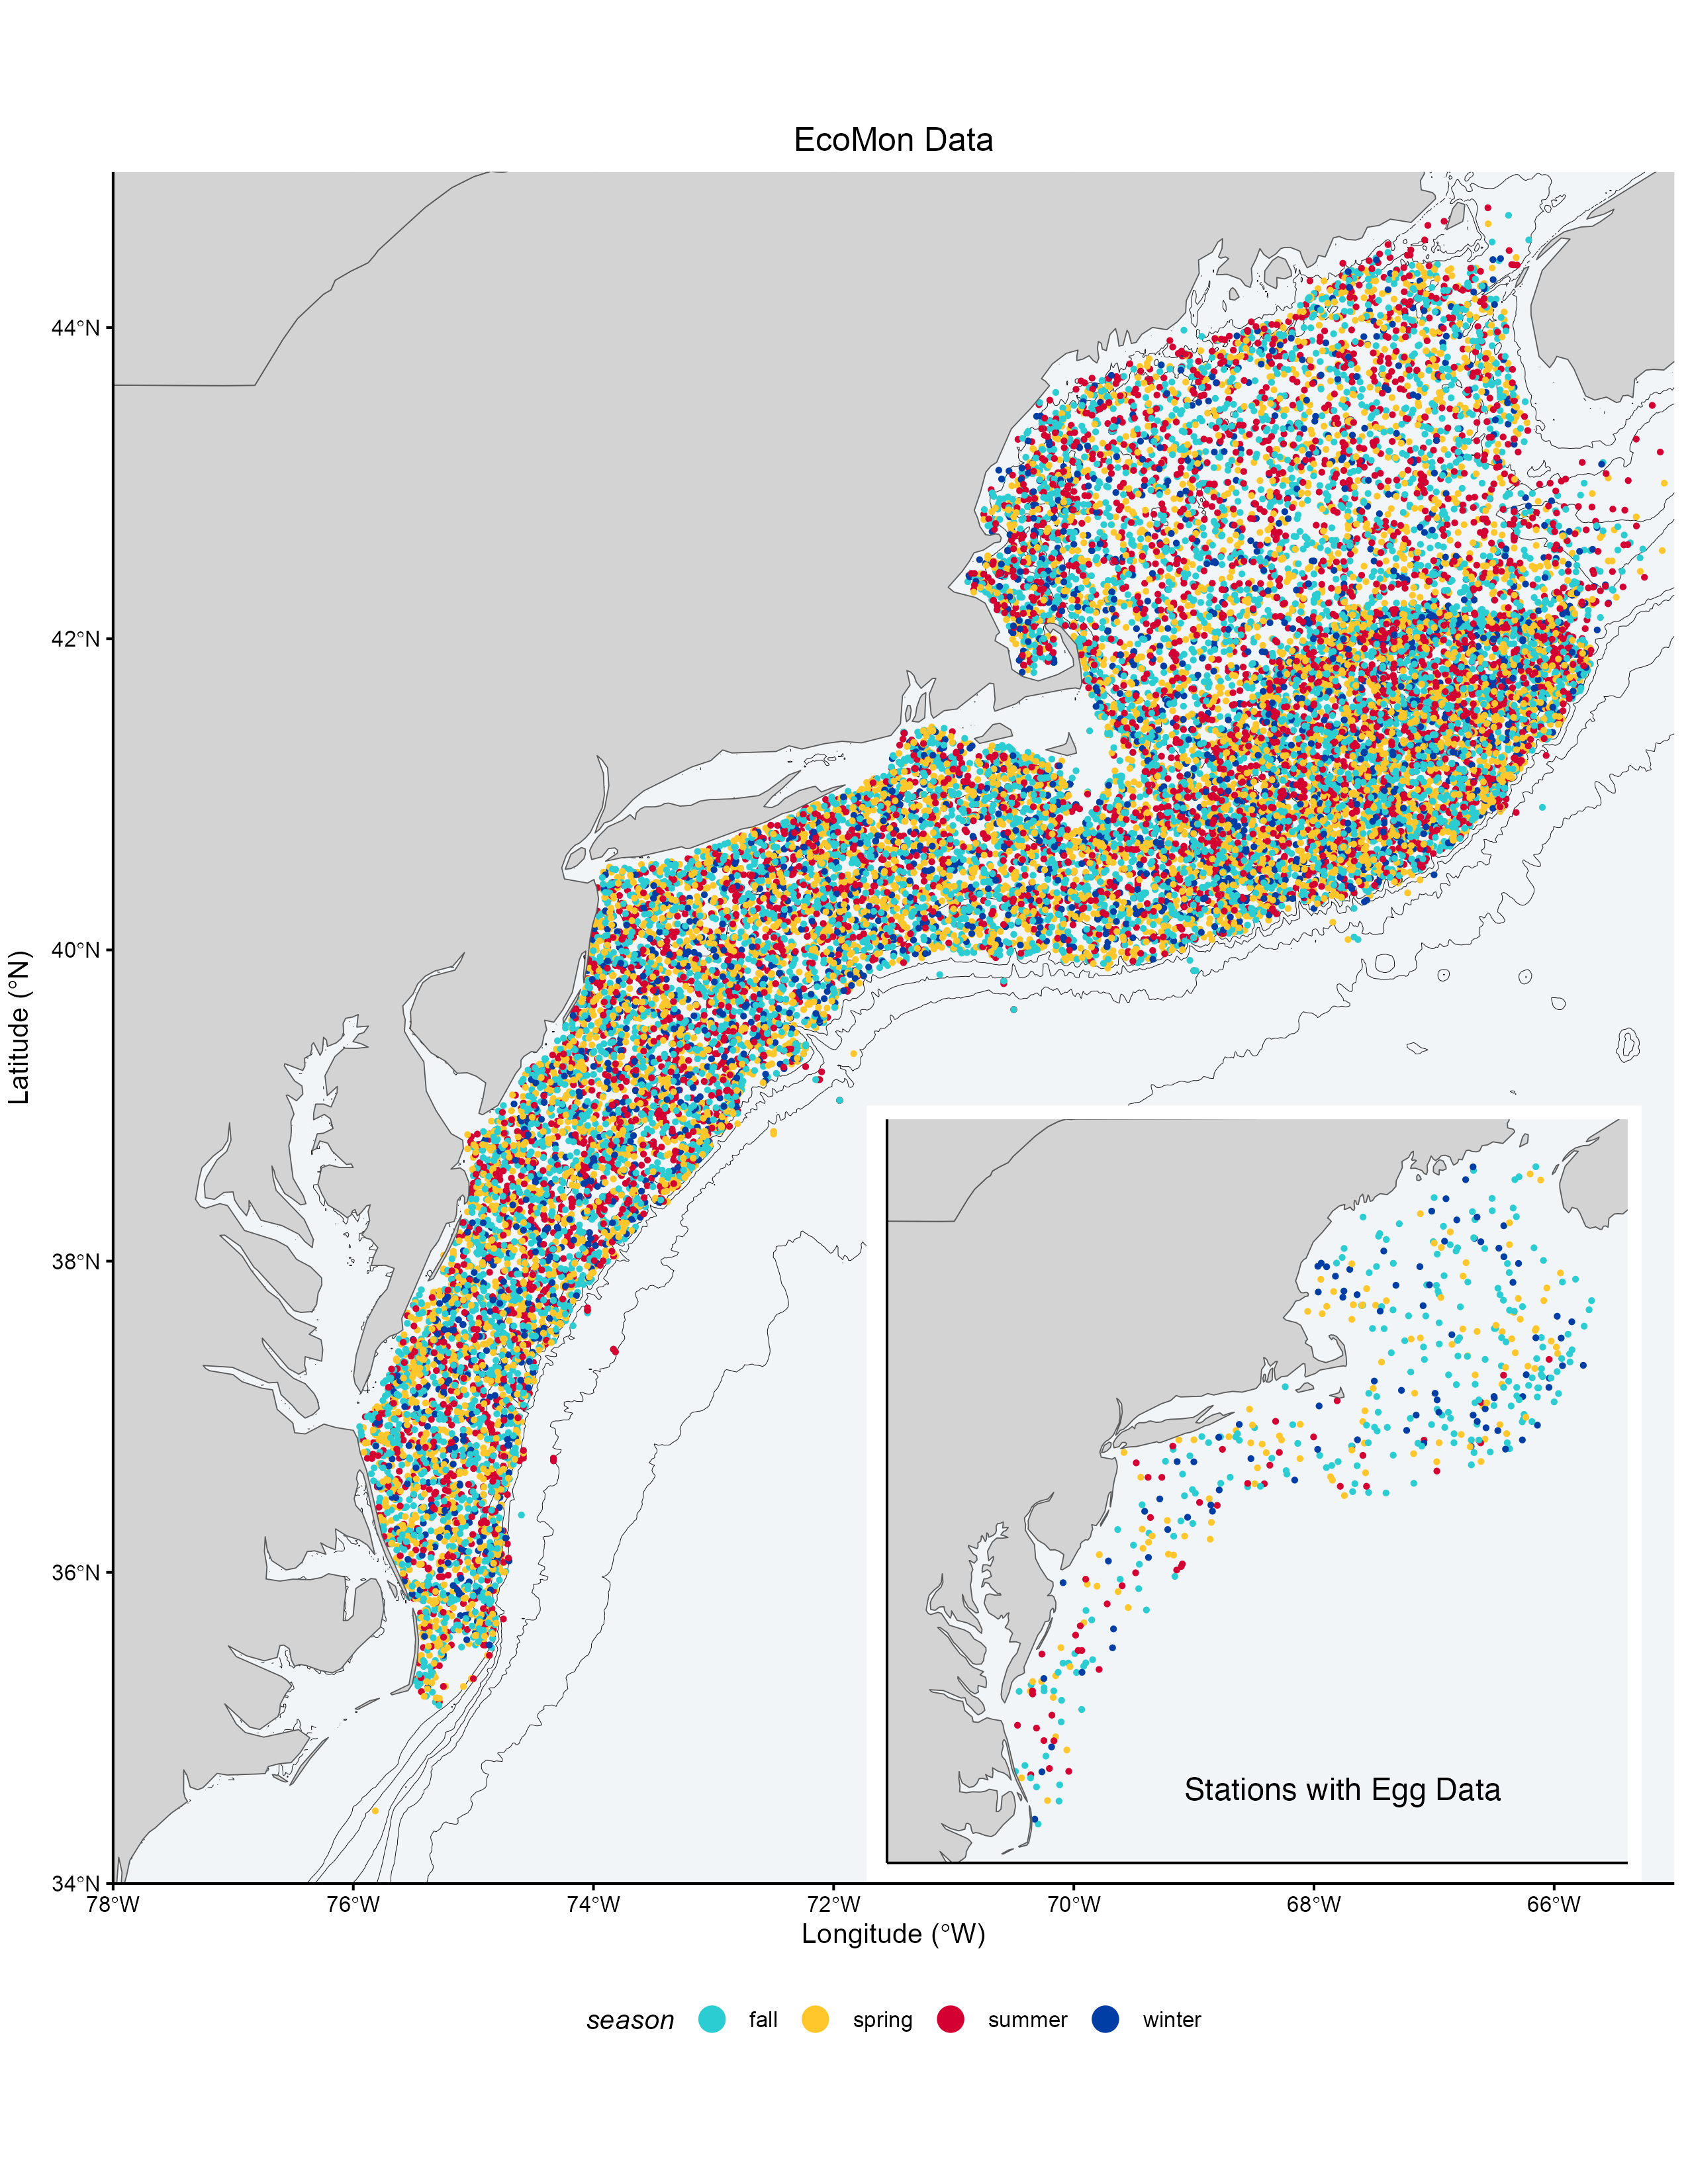 EcoMon Data
44°N
42°N
40°N
38°N
36°N
34°N
Latitude (°N)
Stations with Egg Data
78°W 76°W 74°W 72°W 70°W 68°W 66°W
Longitude (°W)
season fall spring summer winter